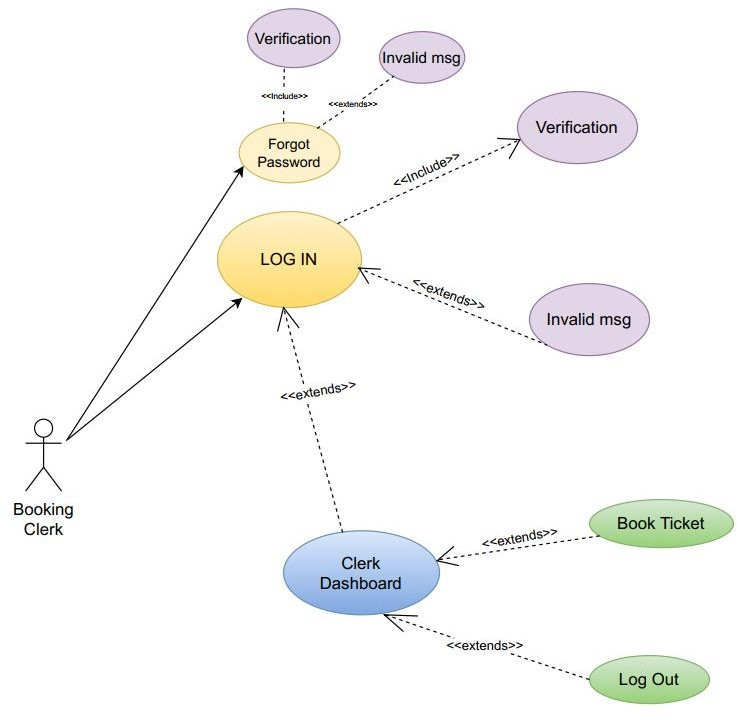 Verification
Invalid msg
<<Include>>
<<extends>>
Forgot
Password
Verification
<<Include>>
LOG IN
<<extends>>
Invalid msg
<<extends>>
Booking
Clerk
Book Ticket
<<extends>>
Clerk
Dashboard
<<extends>>
Log Out